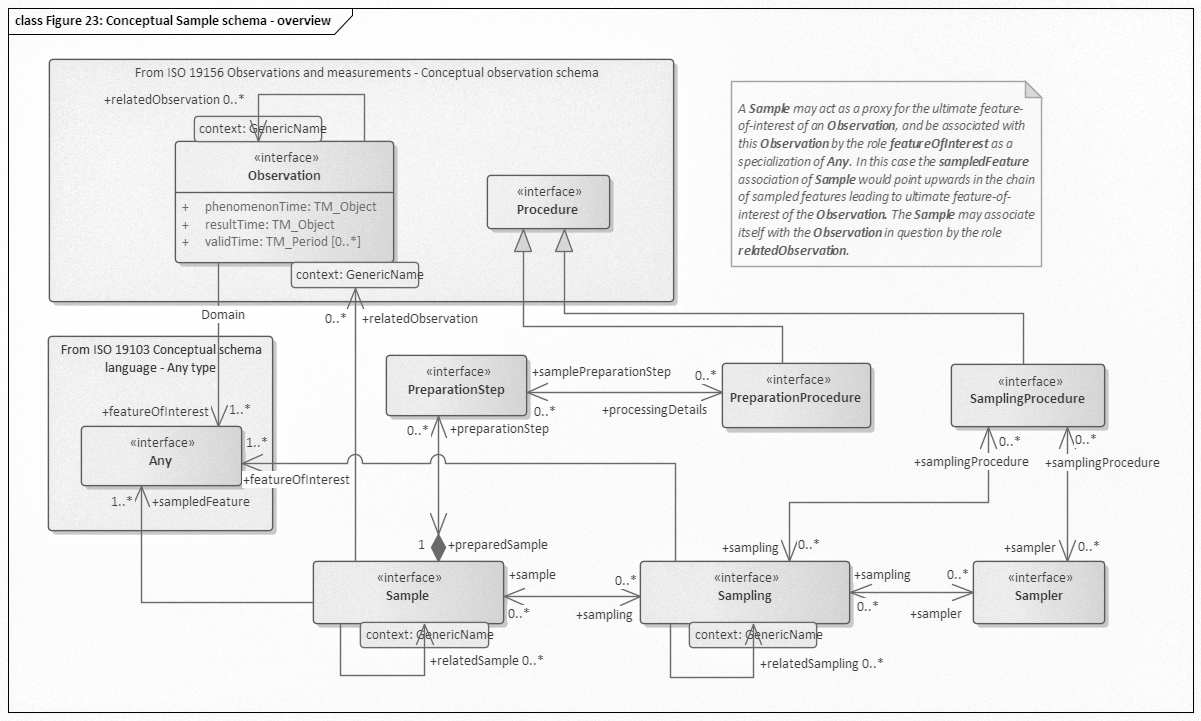 class Figure 23: Conceptual Sample schema - overview
From ISO 19156 Observations and measurements - Conceptual observation schema
+relatedObservation 0..*
context: GenericName
«interface»
Observation
+ phenomenonTime: TM_Object
+ resultTime: TM_Object
+ validTime: TM_Period [0..*]
context: GenericName
«interface»
Procedure
A Sample may act as a proxy for the ultimate feature-
of-interest of an Observation, and be associated with
this Observation by the role featureOfInterest as a
specialization of Any. In this case the sampledFeature
association of Sample would point upwards in the chain
of sampled features leading to ultimate feature-of-
interest of the Observation. The Sample may associate
itself with the Observation in question by the role
relatedObservation.
Domain
0..* +relatedObservation
From ISO 19103 Conceptual schema
language - Any type
+featureOfInterest 1..*
«interface»
Any
1..*
+featureOfInterest
1..* +sampledFeature
«interface»
PreparationStep
+samplePreparationStep 0..*
0..* +processingDetails
«interface»
PreparationProcedure
«interface»
SamplingProcedure
0..* +preparationStep
0..*
+samplingProcedure
0..*
+samplingProcedure
1 +preparedSample
+sampling 0..*
+sampler 0..*
«interface»
Sample
+sample 0..*
0..* +sampling
«interface»
Sampling
+sampling 0..*
0..* +sampler
«interface»
Sampler
context: GenericName
+relatedSample 0..*
context: GenericName
+relatedSampling 0..*